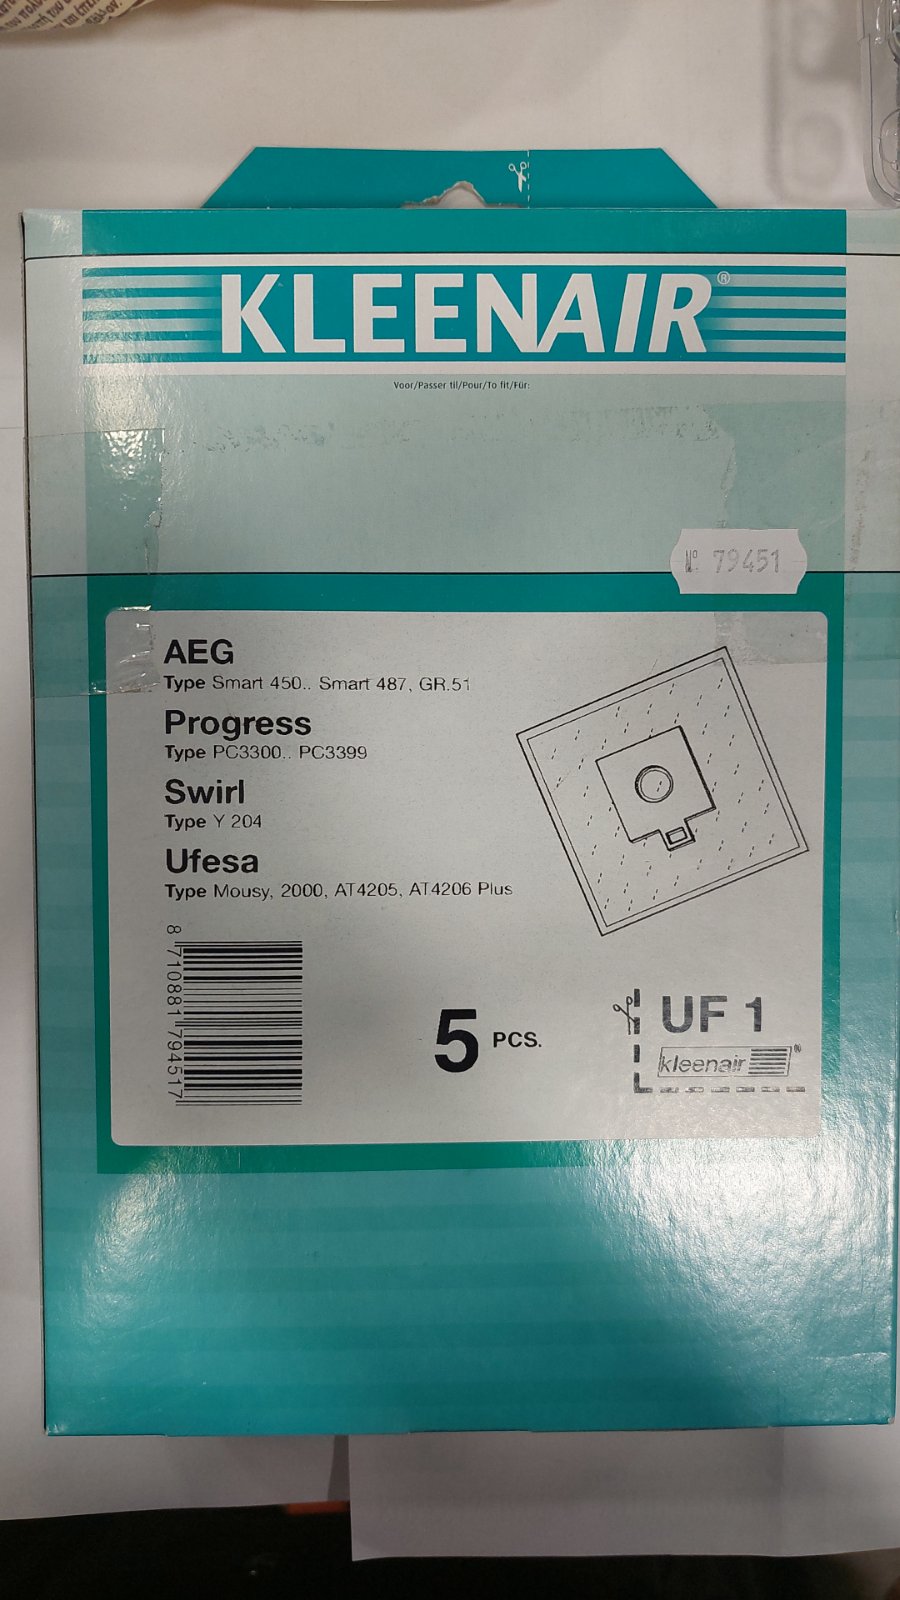 KLEENAIR®
Voor/Passer til/Pour/To fit/Für:
Nº 79451
AEG
Type Smart 450.. Smart 487, GR.51
Progress
Type PC3300.. PC3399
Swirl
Type Y 204
Ufesa
Type Mousy, 2000, AT4205, AT4206 Plus
8 710881 794517
5 PCS.
UF 1
kleenair®